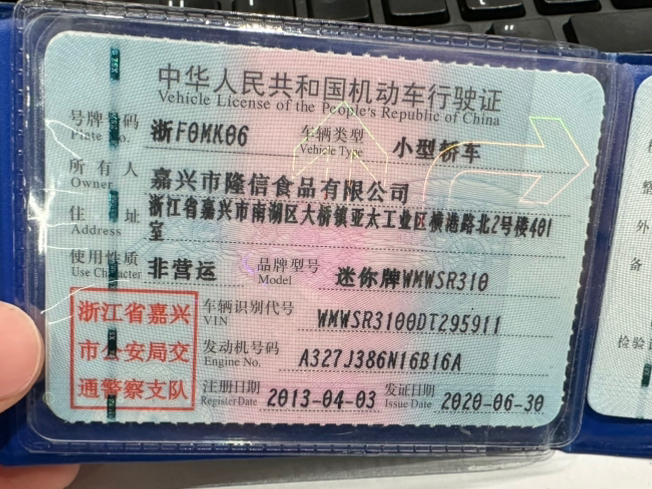 中华人民共和国机动车行驶证
Vehicle License of the People's Republic of China
号牌号码 浙F0MK06 车辆类型 小型轿车
Plate No. Vehicle Type
所有人 嘉兴市隆信食品有限公司
Owner
住址 浙江省嘉兴市南湖区大桥镇亚太工业区横港路北2号楼401
Address 室
使用性质 非营运 品牌型号 迷你牌WMWSR310
Use Character Model
浙江省嘉兴
市公安局交
通警察支队
车辆识别代号 WMWSR3100DT295911
VIN
发动机号码 A327J386N16B16A
Engine No.
注册日期 2013-04-03 发证日期 2020-06-30
Register Date Issue Date
外
备
检验